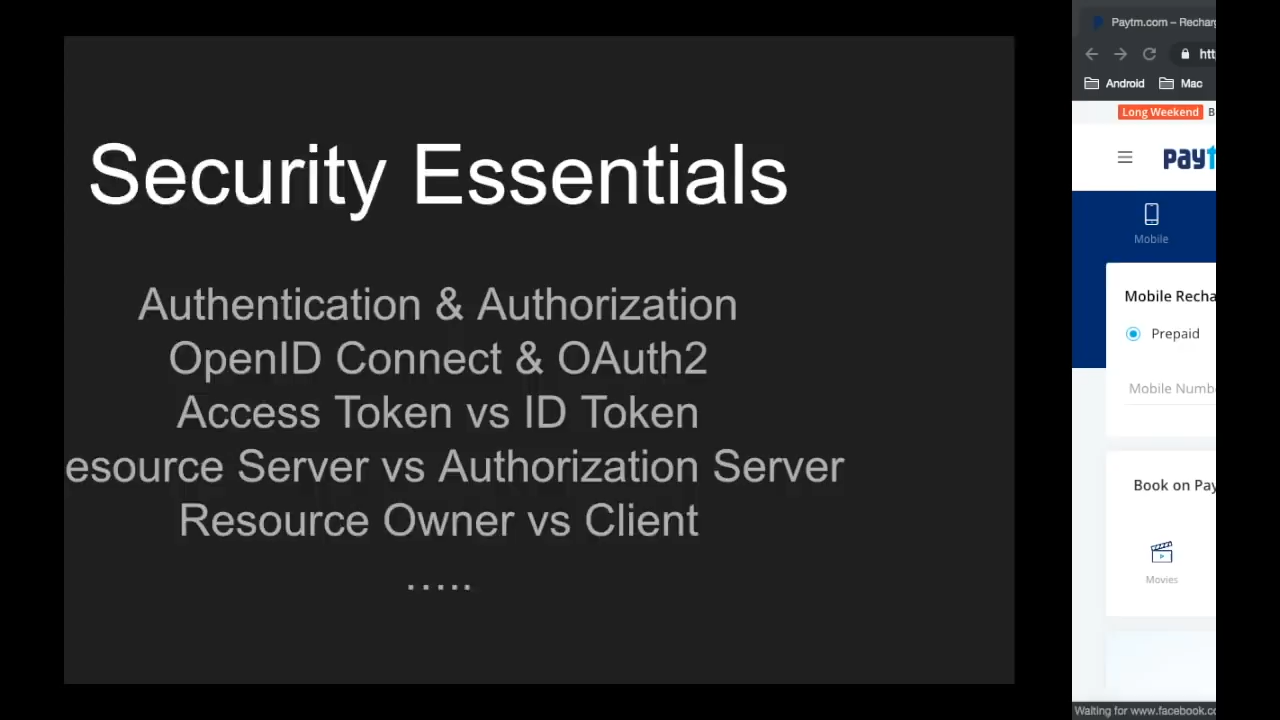 Security Essentials
Authentication & Authorization
OpenID Connect & OAuth2
Access Token vs ID Token
esource Server vs Authorization Server
Resource Owner vs Client
.....
Paytm.com – Recharg
htt
Android Mac
Long Weekend B
payt
Mobile
Mobile Recha
Prepaid
Mobile Numb
Book on Pay
Movies
Waiting for www.facebook.co